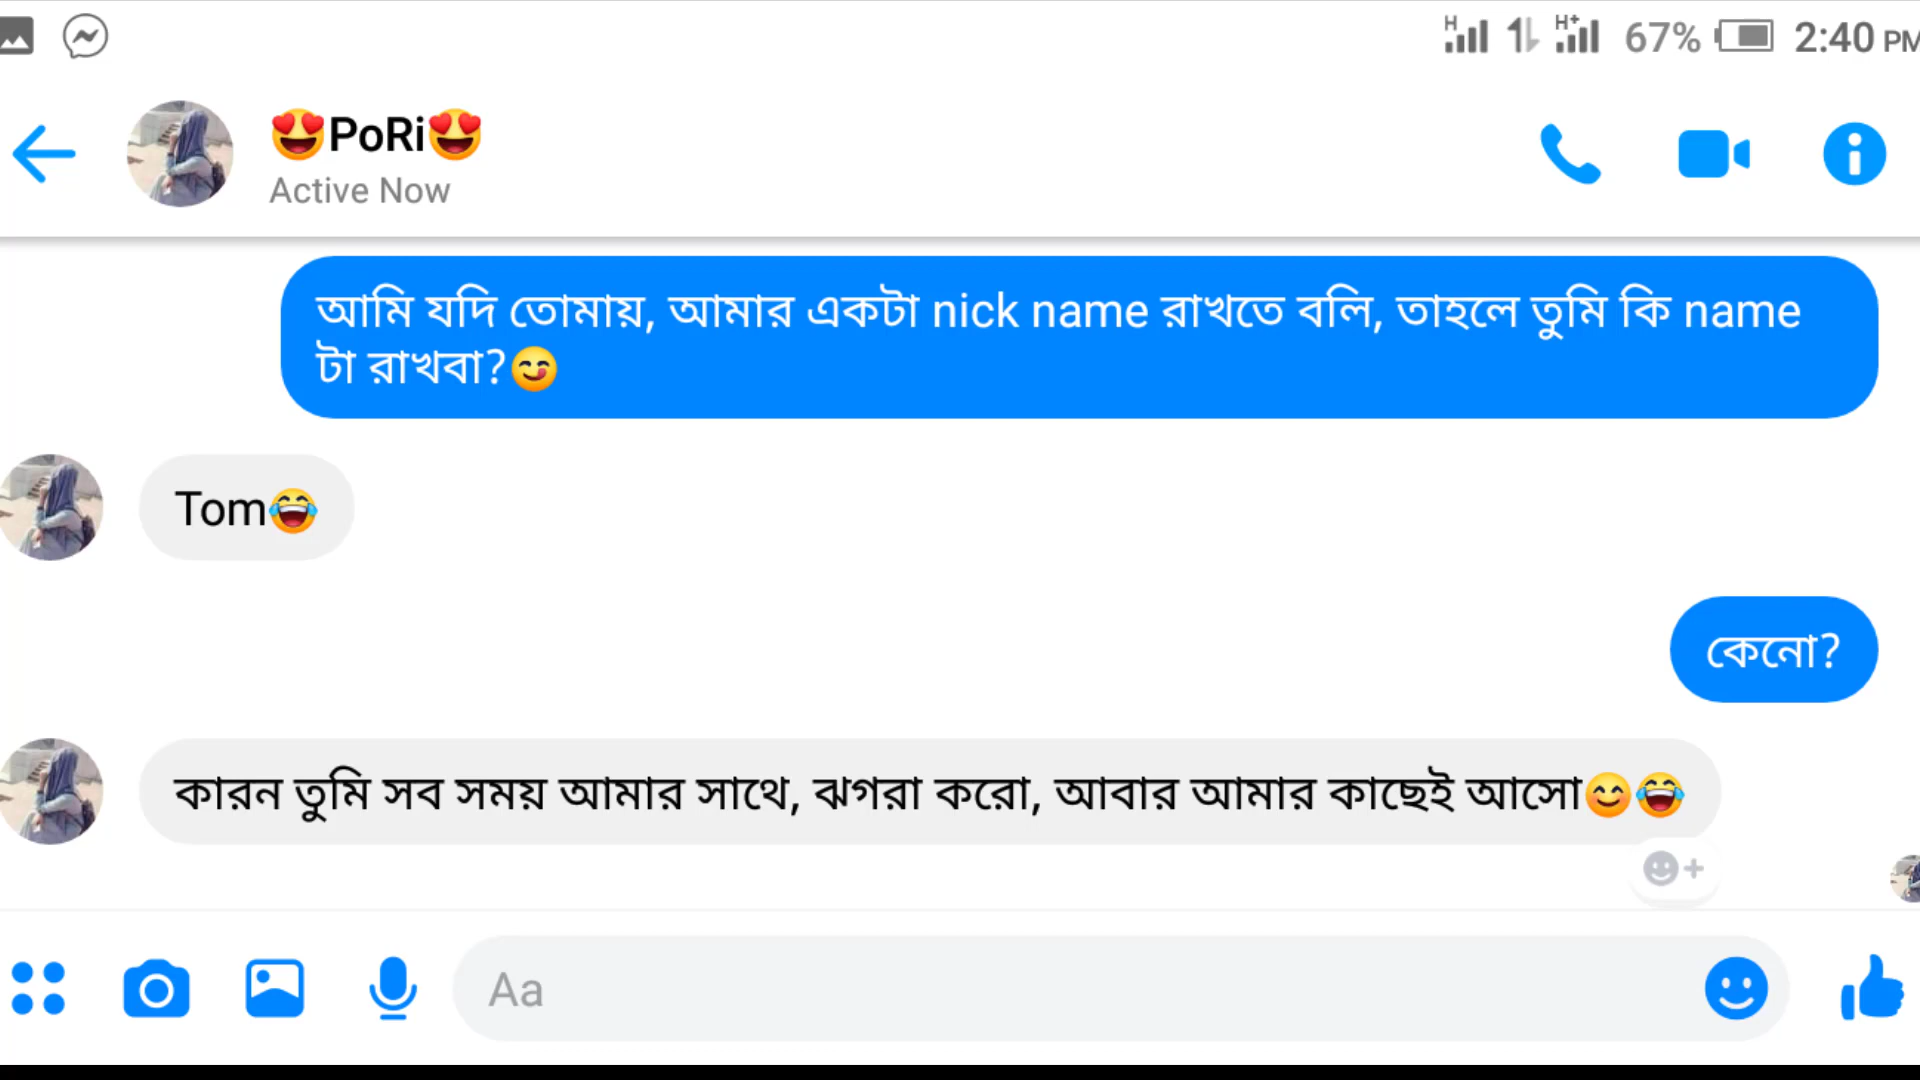 H H+ 67% 2:40 PM
😍PoRi😍
Active Now
আমি যদি তোমায়, আমার একটা nick name রাখতে বলি, তাহলে তুমি কি name
টা রাখবা?😋
Tom😂
কেনো?
কারন তুমি সব সময় আমার সাথে, ঝগরা করো, আবার আমার কাছেই আসো😊😂
Aa